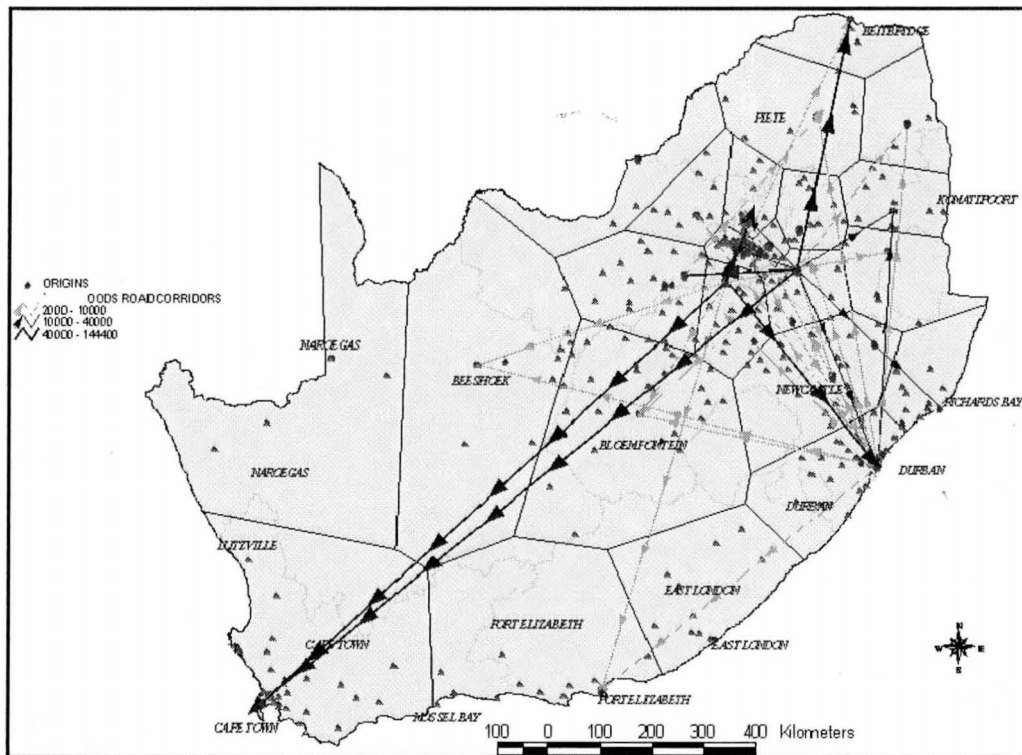 BEITBRIDGE
PIETE
KOMATIPOORT
ORIGINS
OODS ROADCORRIDORS
2000 - 10000
10000 - 40000
40000 - 144400
NAROEGAS
BEESHOEK
NEWCASTLE
RICHARDS BAY
BLOEMFONTEIN
NAROEGAS
DURBAN
DURBAN
LUTZVILLE
EAST LONDON
PORT ELIZABETH
CAPE TOWN
EAST LONDON
N
W E
S
PORT ELIZABETH
MOSSEL BAY
CAPE TOWN
100 0 100 200 300 400 Kilometers